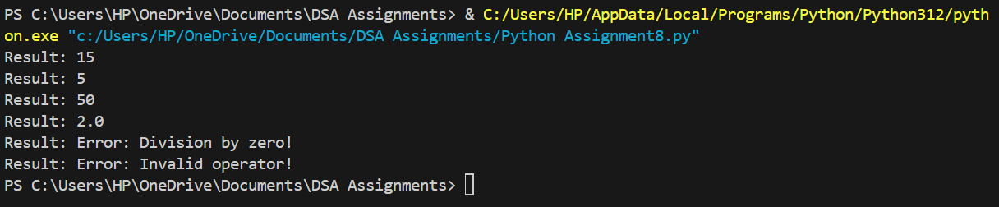 PS C:\Users\HP\OneDrive\Documents\DSA Assignments> & C:/Users/HP/AppData/Local/Programs/Python/Python312/pyth
on.exe "c:/Users/HP/OneDrive/Documents/DSA Assignments/Python Assignment8.py"
Result: 15
Result: 5
Result: 50
Result: 2.0
Result: Error: Division by zero!
Result: Error: Invalid operator!
PS C:\Users\HP\OneDrive\Documents\DSA Assignments>